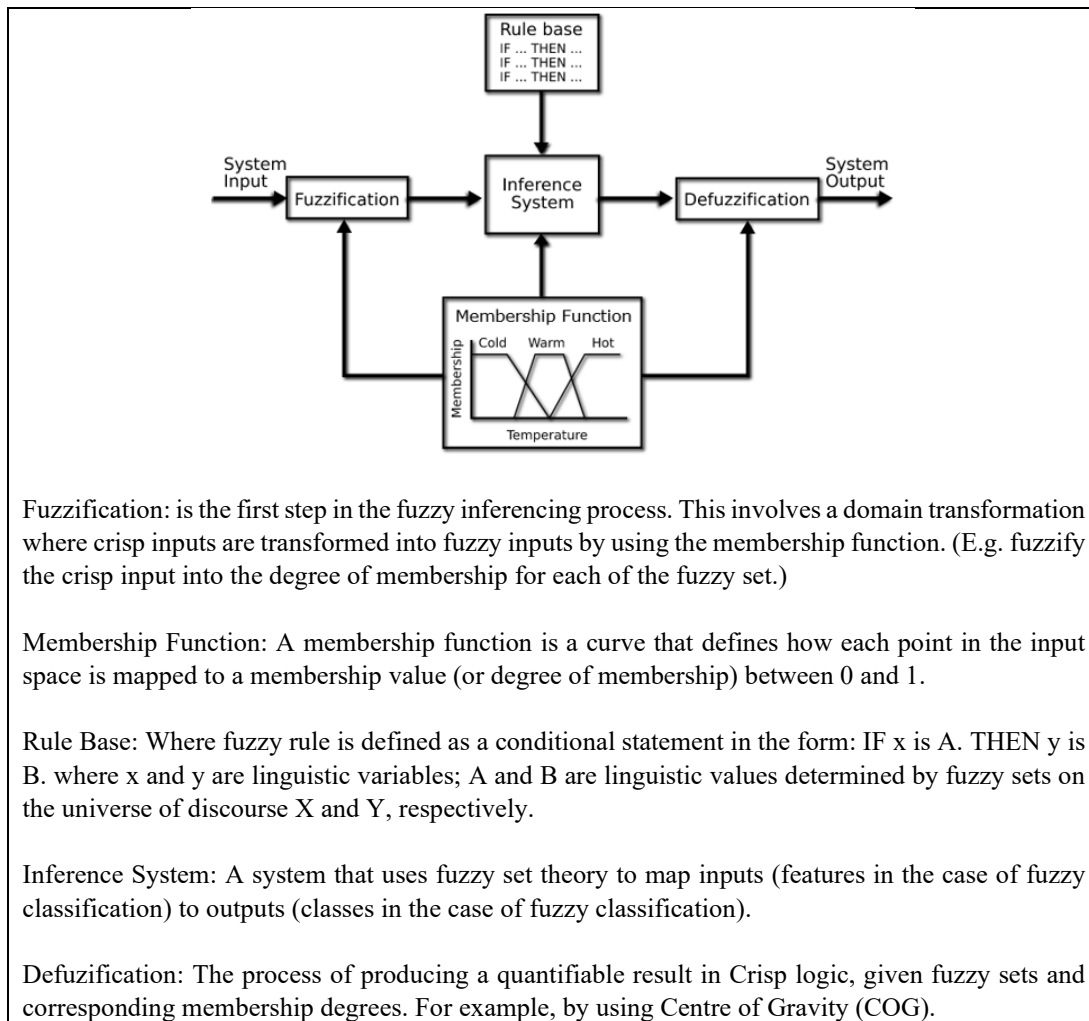 Rule base
IF ... THEN ...
IF ... THEN ...
IF ... THEN ...
System
Input
Fuzzification
Inference
System
Defuzzification
System
Output
Membership Function
Membership
Cold Warm Hot
Temperature
Fuzzification: is the first step in the fuzzy inferencing process. This involves a domain transformation
where crisp inputs are transformed into fuzzy inputs by using the membership function. (E.g. fuzzify
the crisp input into the degree of membership for each of the fuzzy set.)
Membership Function: A membership function is a curve that defines how each point in the input
space is mapped to a membership value (or degree of membership) between 0 and 1.
Rule Base: Where fuzzy rule is defined as a conditional statement in the form: IF x is A. THEN y is
B. where x and y are linguistic variables; A and B are linguistic values determined by fuzzy sets on
the universe of discourse X and Y, respectively.
Inference System: A system that uses fuzzy set theory to map inputs (features in the case of fuzzy
classification) to outputs (classes in the case of fuzzy classification).
Defuzification: The process of producing a quantifiable result in Crisp logic, given fuzzy sets and
corresponding membership degrees. For example, by using Centre of Gravity (COG).